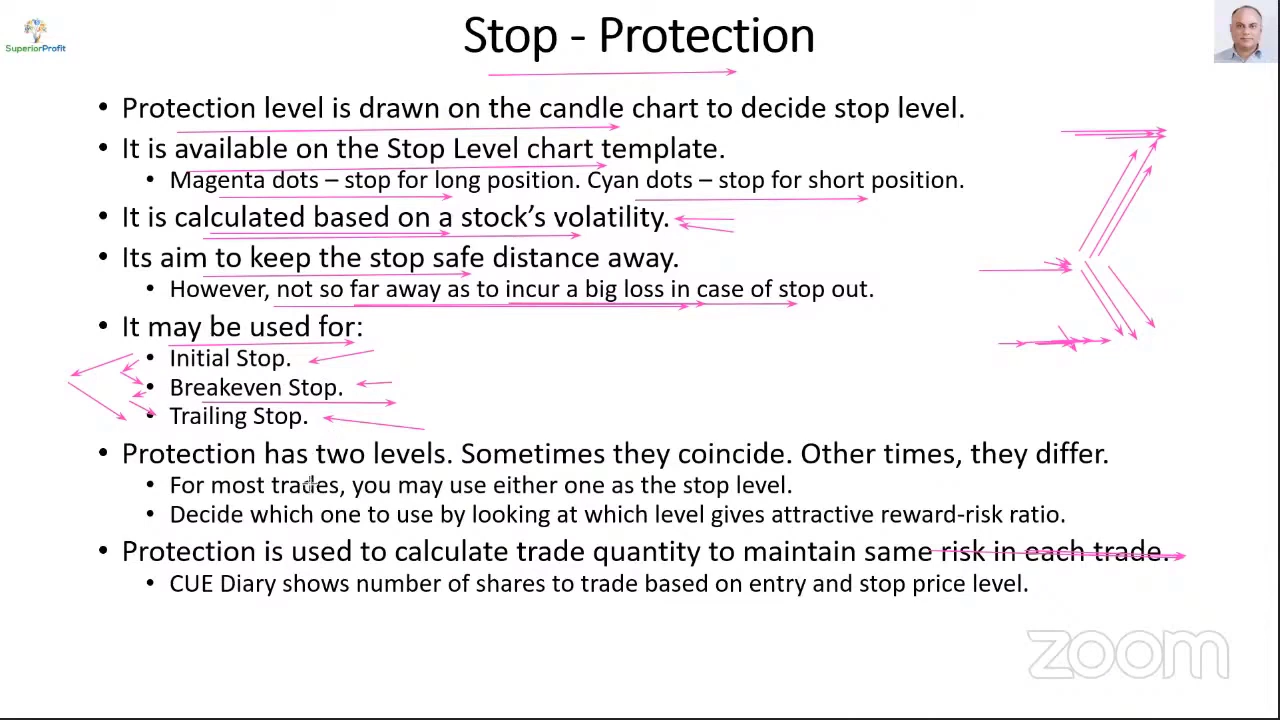 Stop - Protection
SuperiorProfit
• Protection level is drawn on the candle chart to decide stop level.
• It is available on the Stop Level chart template.
• Magenta dots – stop for long position. Cyan dots – stop for short position.
• It is calculated based on a stock’s volatility.
• Its aim to keep the stop safe distance away.
• However, not so far away as to incur a big loss in case of stop out.
• It may be used for:
• Initial Stop.
• Breakeven Stop.
• Trailing Stop.
• Protection has two levels. Sometimes they coincide. Other times, they differ.
• For most trades, you may use either one as the stop level.
• Decide which one to use by looking at which level gives attractive reward-risk ratio.
• Protection is used to calculate trade quantity to maintain same risk in each trade.
• CUE Diary shows number of shares to trade based on entry and stop price level.
zoom